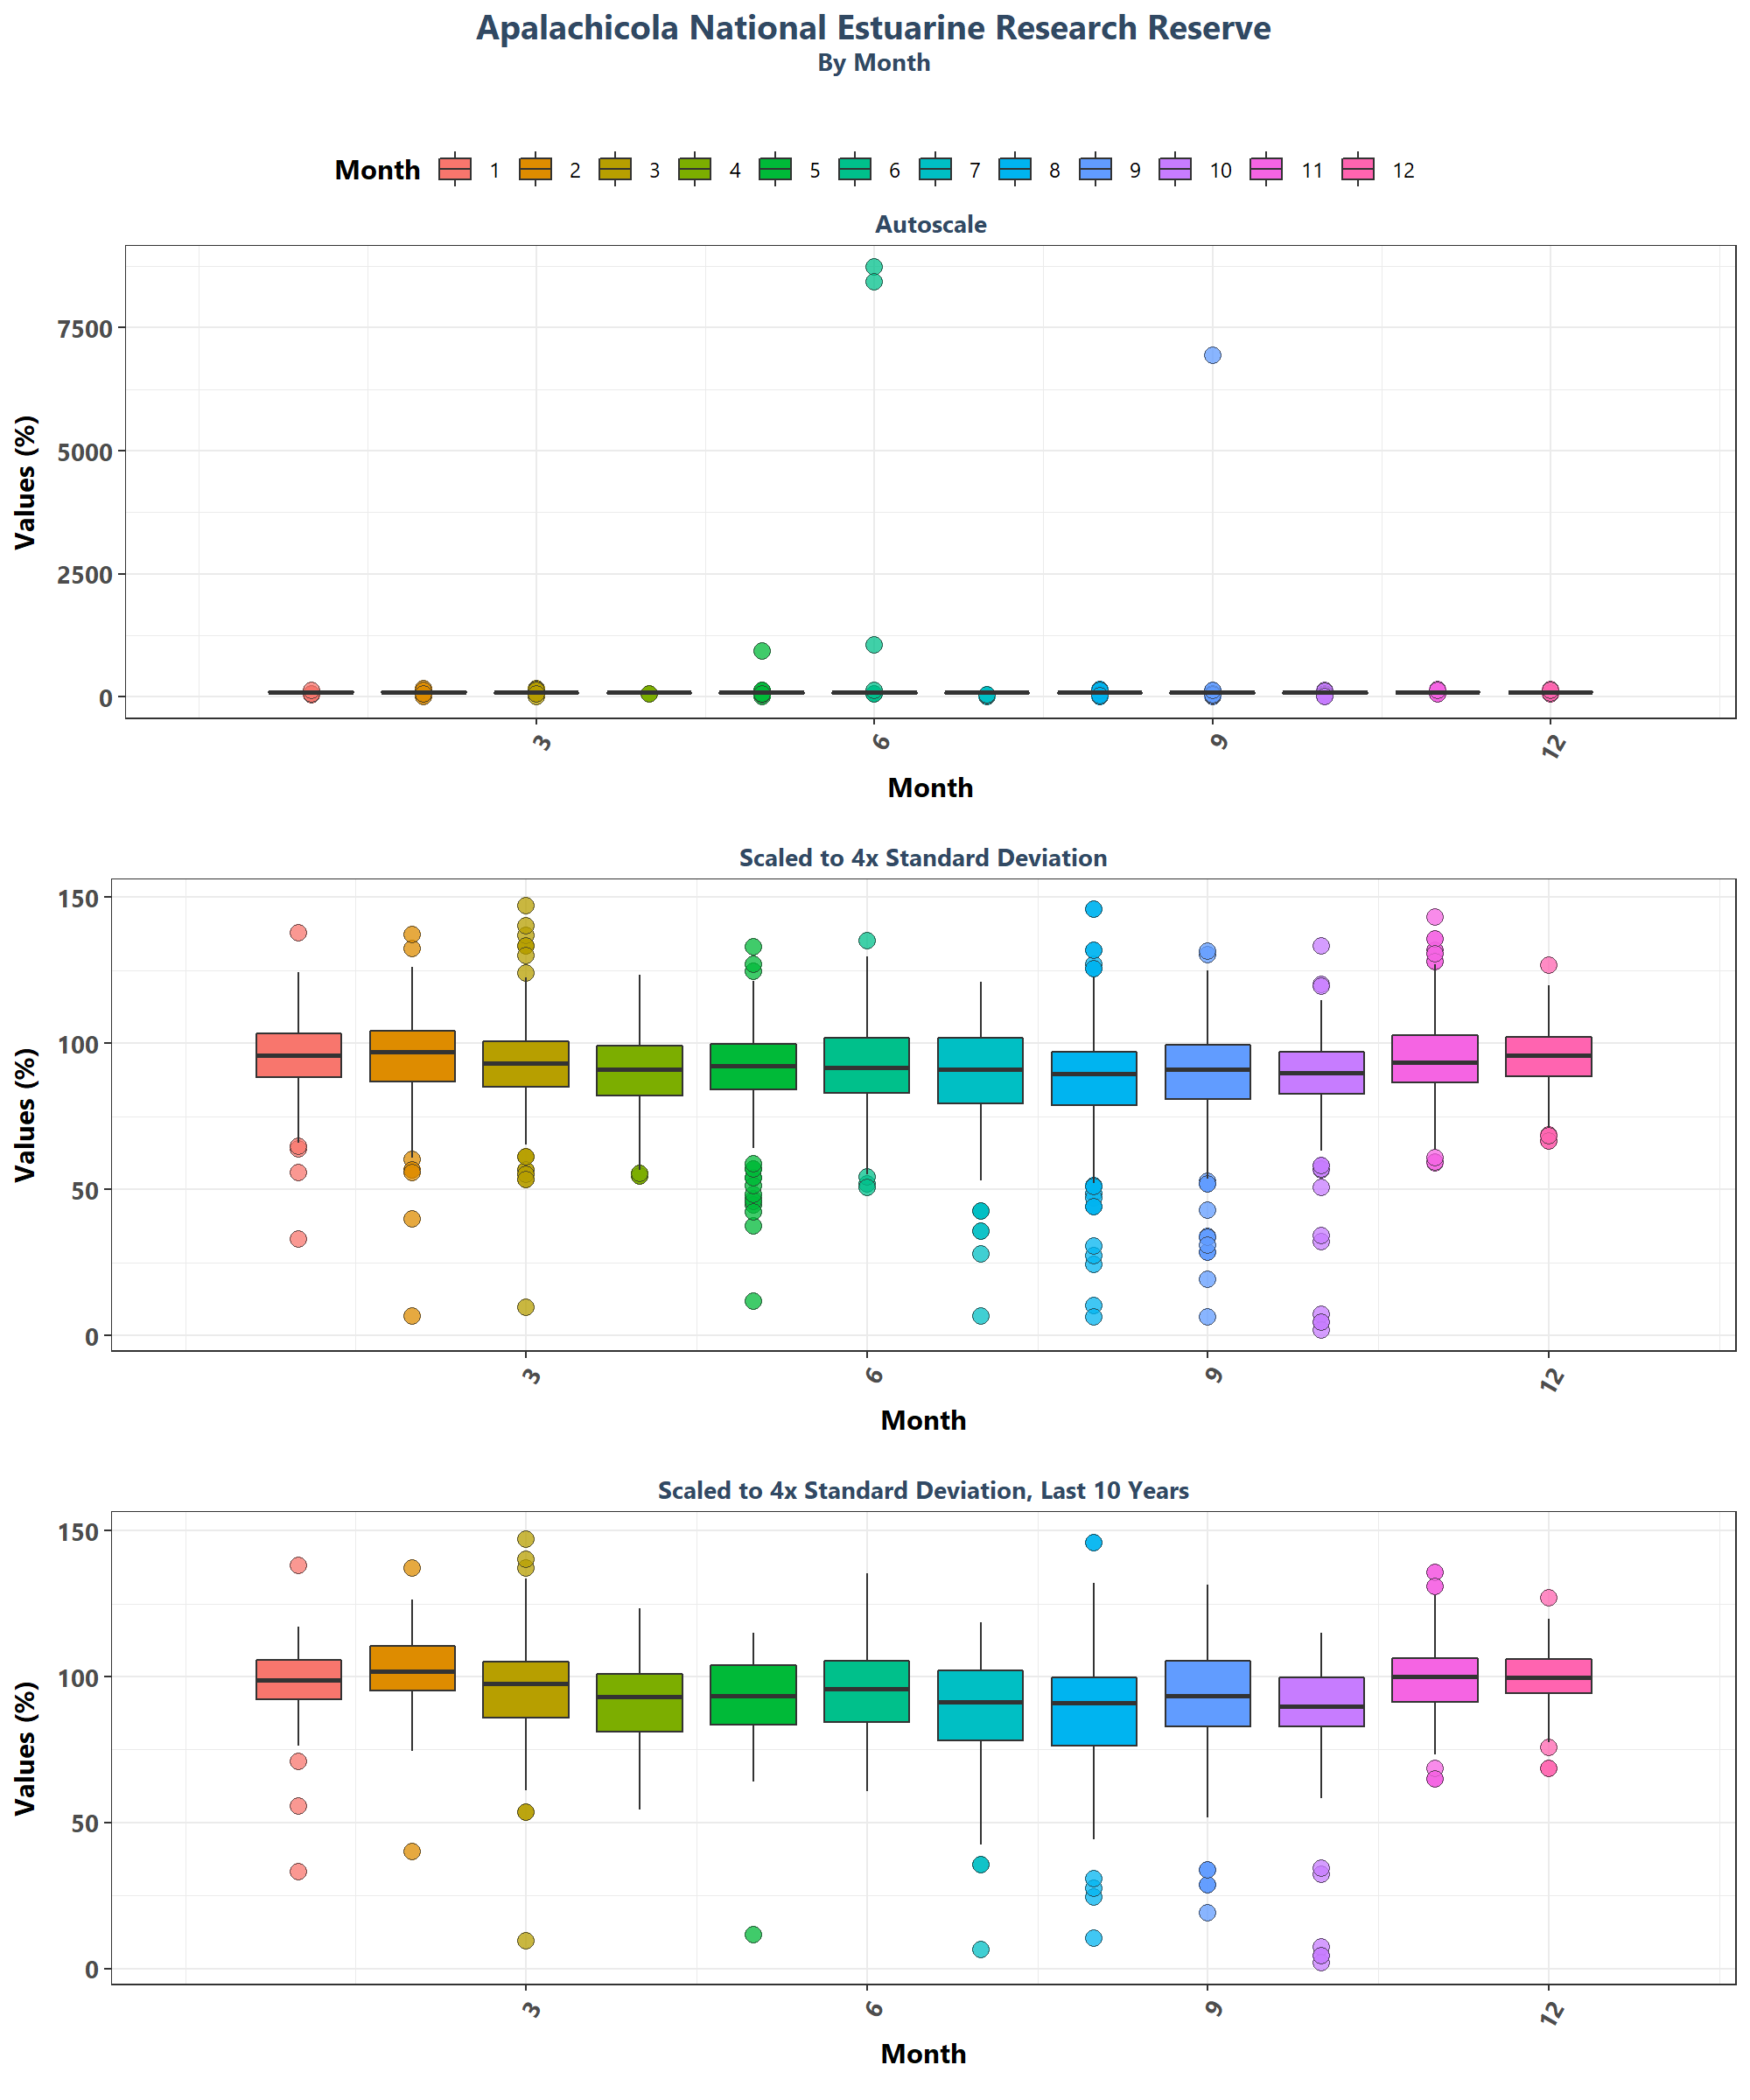 Apalachicola National Estuarine Research Reserve
By Month
Month 1 2 3 4 5 6 7 8 9 10 11 12
Autoscale
Values (%)
7500
5000
2500
0
3 6 9 12
Month
Scaled to 4x Standard Deviation
Values (%)
150
100
50
0
3 6 9 12
Month
Scaled to 4x Standard Deviation, Last 10 Years
Values (%)
150
100
50
0
3 6 9 12
Month